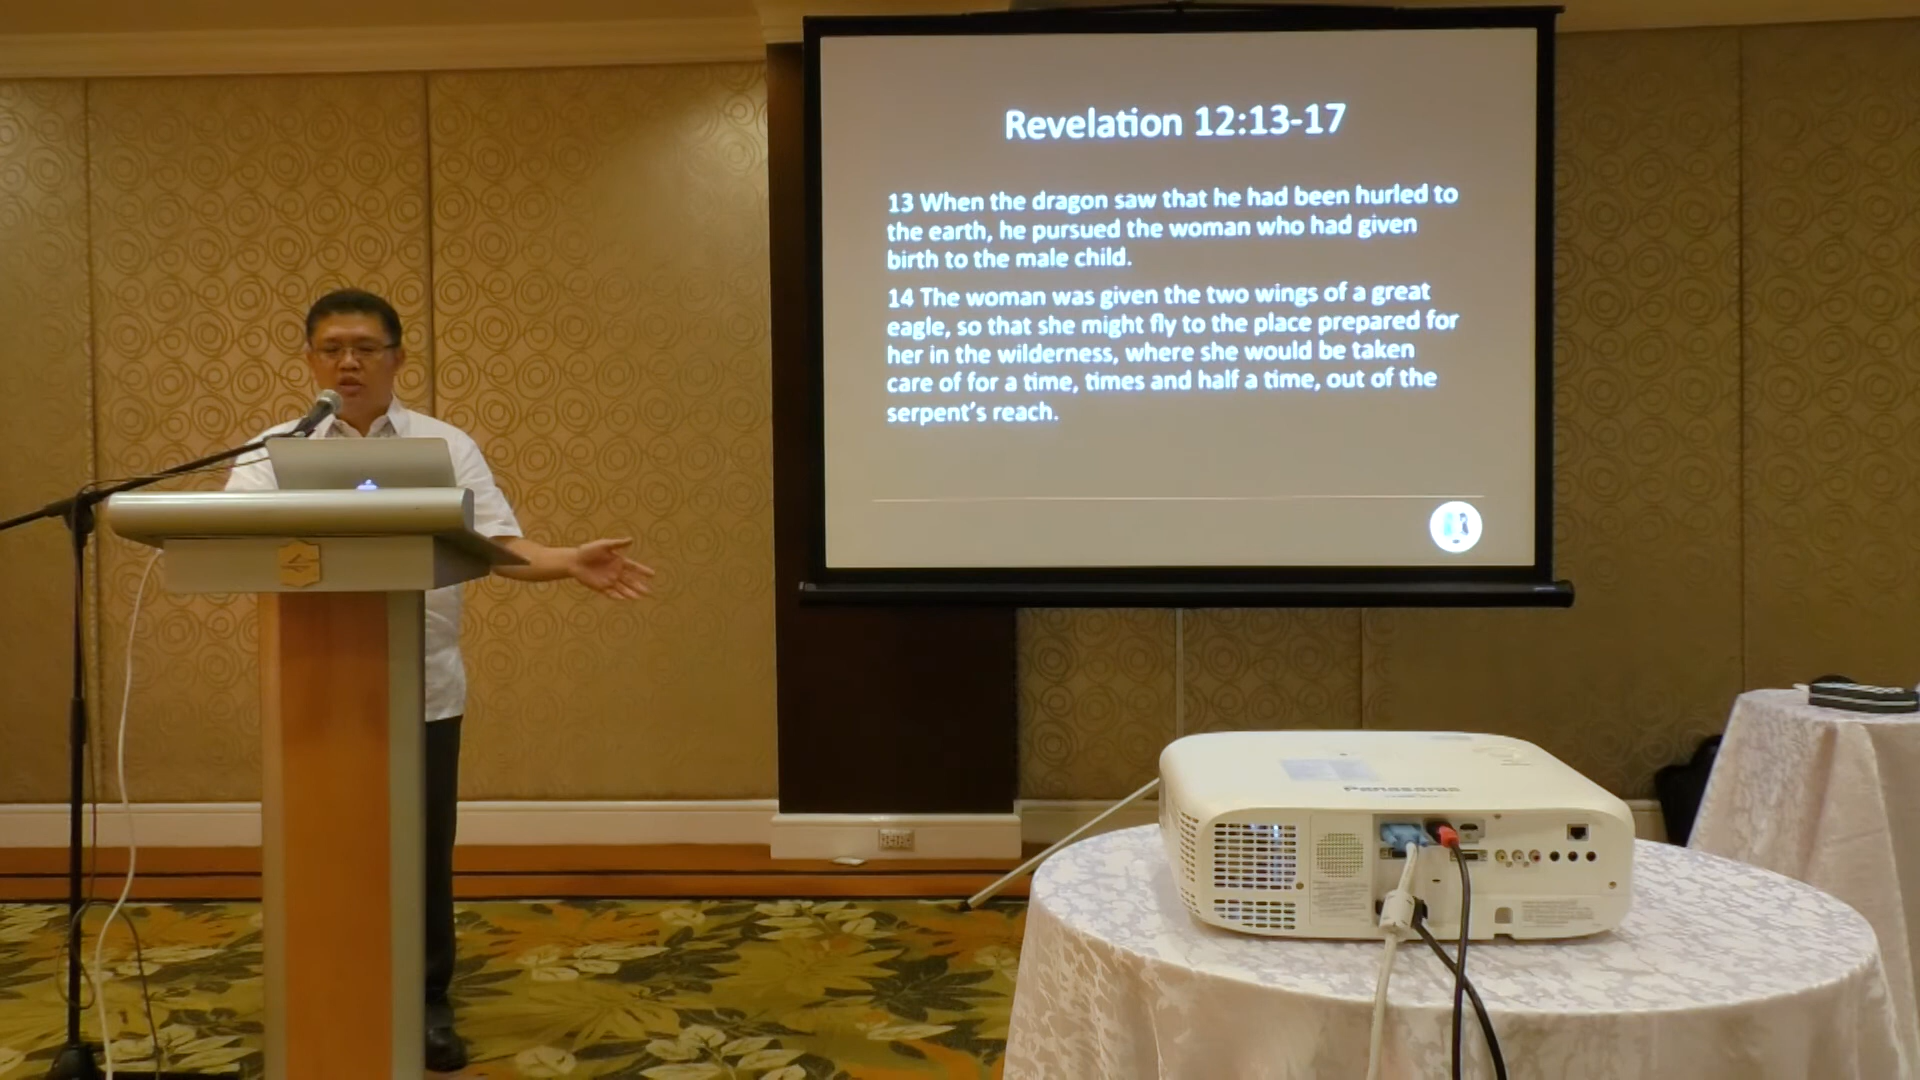 Revelation 12:13-17
13 When the dragon saw that he had been hurled to
the earth, he pursued the woman who had given
birth to the male child.
14 The woman was given the two wings of a great
eagle, so that she might fly to the place prepared for
her in the wilderness, where she would be taken
care of for a time, times and half a time, out of the
serpent’s reach.
Panasonic